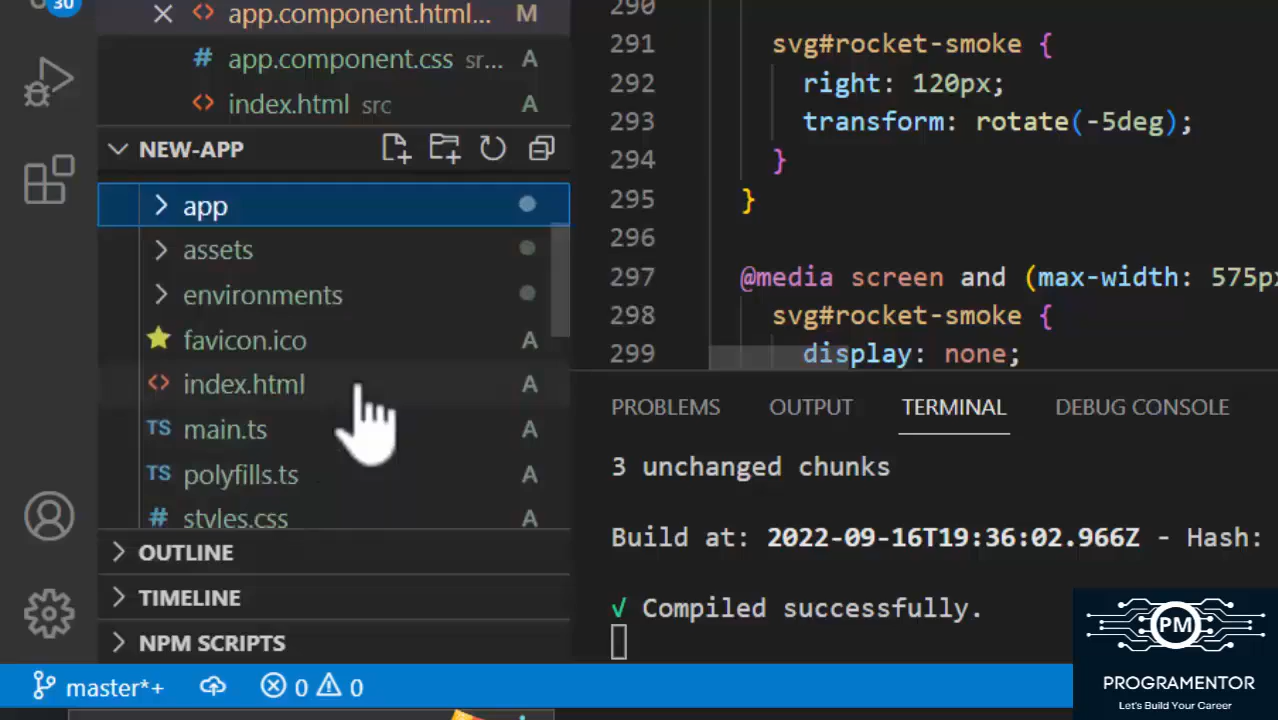 30
app.component.html... M
app.component.css sr... A
index.html src A
NEW-APP
app
assets
environments
favicon.ico A
index.html A
main.ts A
polyfills.ts A
styles.css A
OUTLINE
TIMELINE
NPM SCRIPTS
master*+ 0 0
290
291 svg#rocket-smoke {
292 right: 120px;
293 transform: rotate(-5deg);
294 }
295 }
296
297 @media screen and (max-width: 575px
298 svg#rocket-smoke {
299 display: none;
PROBLEMS OUTPUT TERMINAL DEBUG CONSOLE
3 unchanged chunks
Build at: 2022-09-16T19:36:02.966Z - Hash:
√ Compiled successfully.
PM
PROGRAMENTOR
Let's Build Your Career